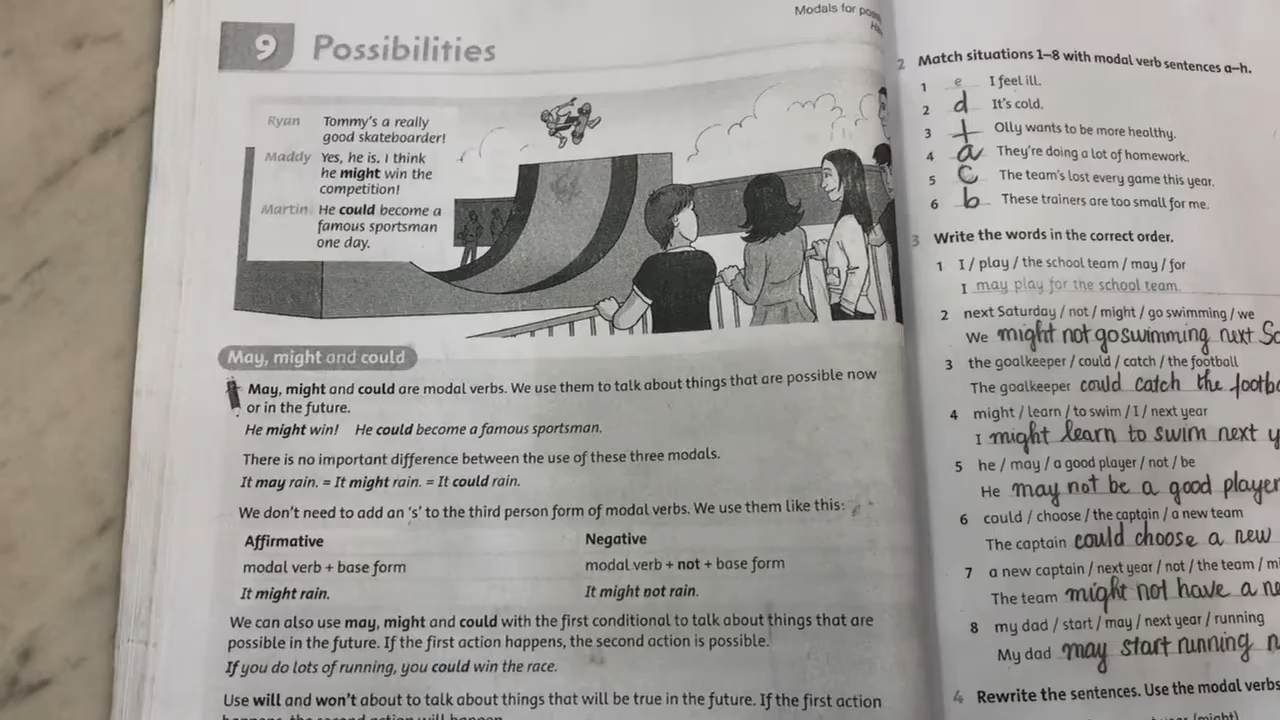 9 Possibilities
Ryan Tommy's a really
good skateboarder!
Maddy Yes, he is. I think
he might win the
competition!
Martin He could become a
famous sportsman
one day.
May, might and could
May, might and could are modal verbs. We use them to talk about things that are possible now
or in the future.
He might win! He could become a famous sportsman.
There is no important difference between the use of these three modals.
It may rain. = It might rain. = It could rain.
We don't need to add an 's' to the third person form of modal verbs. We use them like this:
Affirmative Negative
modal verb + base form modal verb + not + base form
It might rain. It might not rain.
We can also use may, might and could with the first conditional to talk about things that are
possible in the future. If the first action happens, the second action is possible.
If you do lots of running, you could win the race.
Use will and won't about to talk about things that will be true in the future. If the first action
Modals for
2 Match situations 1–8 with modal verb sentences a–h.
1 e I feel ill.
2 d It's cold.
3 Olly wants to be more healthy.
4 a They're doing a lot of homework.
5 c The team's lost every game this year.
6 b These trainers are too small for me.
3 Write the words in the correct order.
1 I / play / the school team / may / for
I may play for the school team.
2 next Saturday / not / might / go swimming / we
We might not go swimming next
3 the goalkeeper / could / catch / the football
The goalkeeper could catch the
4 might / learn / to swim / I / next year
I might learn to swim next
5 he / may / a good player / not / be
He may not be a good player
6 could / choose / the captain / a new team
The captain could choose a new
7 a new captain / next year / not / the team /
The team might not have a
8 my dad / start / may / next year / running
My dad may start running
4 Rewrite the sentences. Use the modal verbs
(might)